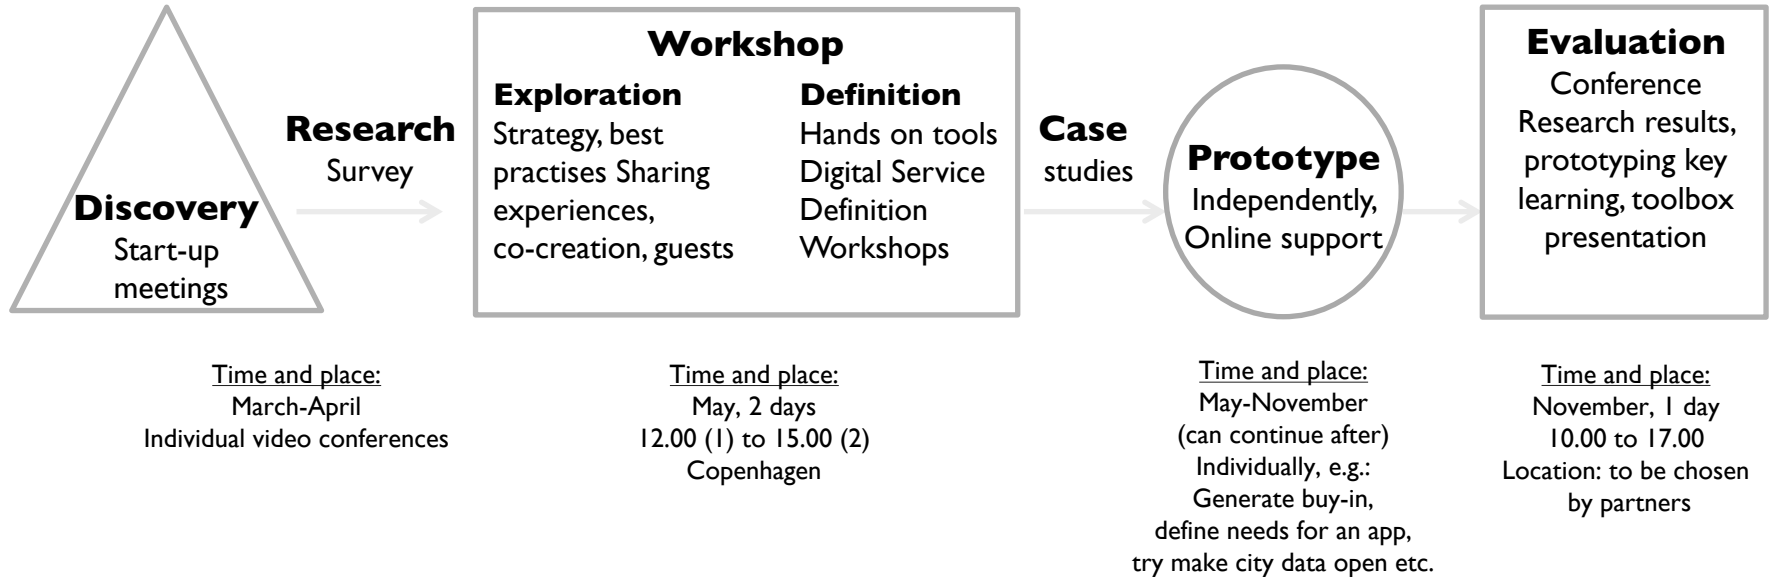 Discovery
Start-up
meetings
Research
Survey
Workshop
Exploration
Strategy, best
practises Sharing
experiences,
co-creation, guests
Definition
Hands on tools
Digital Service
Definition
Workshops
Case
studies
Prototype
Independently,
Online support
Evaluation
Conference
Research results,
prototyping key
learning, toolbox
presentation
Time and place:
March-April
Individual video conferences
Time and place:
May, 2 days
12.00 (1) to 15.00 (2)
Copenhagen
Time and place:
May-November
(can continue after)
Individually, e.g.:
Generate buy-in,
define needs for an app,
try make city data open etc.
Time and place:
November, 1 day
10.00 to 17.00
Location: to be chosen
by partners